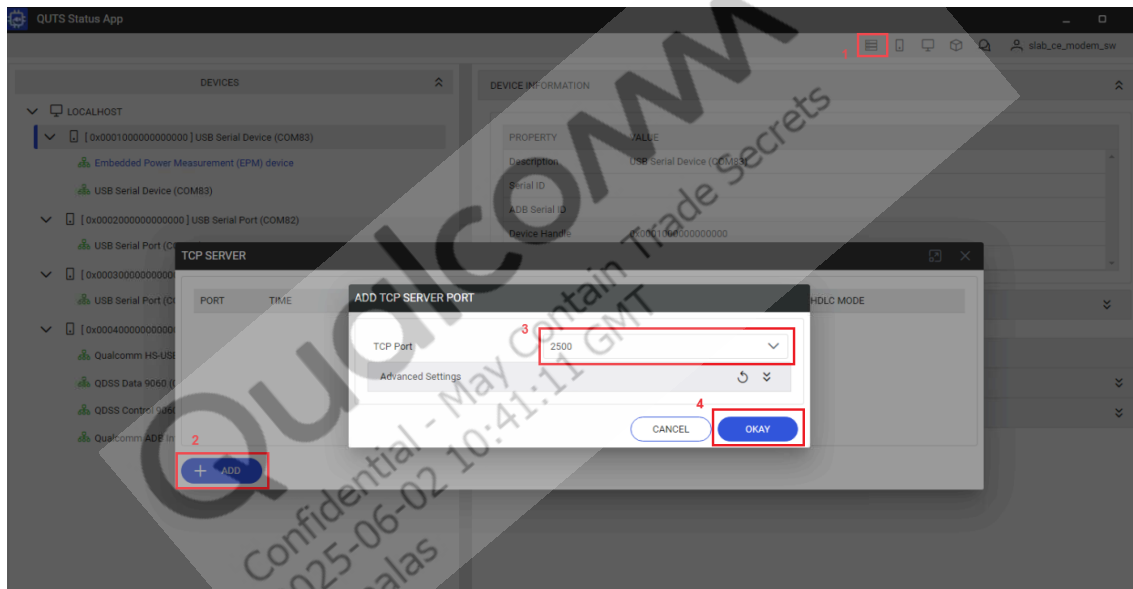 QUTS Status App
1
slab_ce_modem_sw
DEVICES
DEVICE INFORMATION
LOCALHOST
[ 0x0001000000000000 ] USB Serial Device (COM83)
PROPERTY VALUE
Embedded Power Measurement (EPM) device
Description USB Serial Device (COM83)
USB Serial Device (COM83)
Serial ID
ADB Serial ID
[ 0x0002000000000000 ] USB Serial Port (COM82)
Device Handle 0x0001000000000000
USB Serial Port (C
TCP SERVER
[ 0x0003000000000
USB Serial Port (C
PORT TIME HDLC MODE
ADD TCP SERVER PORT
3
TCP Port 2500
[ 0x0004000000000
Qualcomm HS-USB
Advanced Settings
QDSS Data 9060 (
4
QDSS Control 9060
CANCEL OKAY
Qualcomm ADB In
2
+ ADD
Qualcomm
Confidential - May Contain Trade Secrets
2025-06-02 10:41:11 GMT